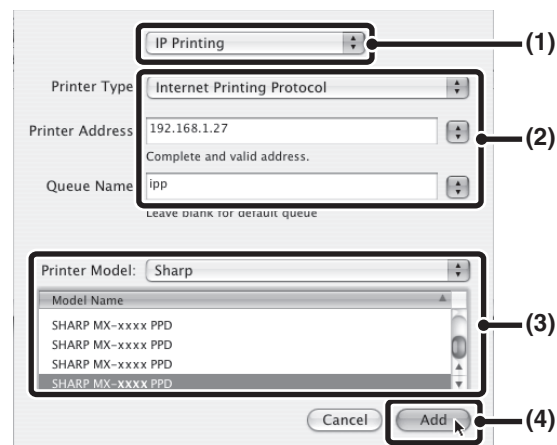 IP Printing
(1)
Printer Type Internet Printing Protocol
Printer Address 192.168.1.27
(2)
Complete and valid address.
Queue Name ipp
Leave blank for default queue
Printer Model: Sharp
Model Name
SHARP MX-xxxx PPD
(3)
SHARP MX-xxxx PPD
SHARP MX-xxxx PPD
SHARP MX-xxxx PPD
Cancel Add (4)